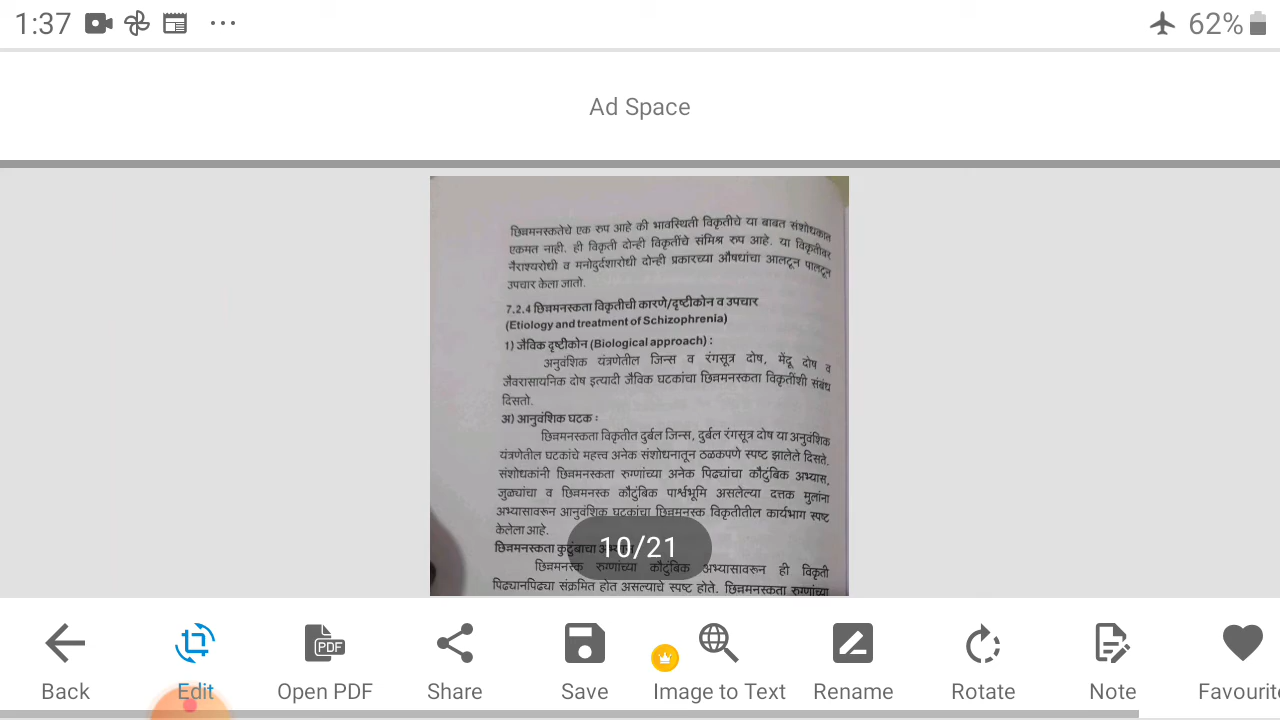 1:37 ... 62%
Ad Space
छिन्नमनस्कतेचे एक रुप आहे की भावस्थिती विकृतीचे या बाबत संशोधकात
एकमत नाही. ही विकृती दोन्ही विकृतींचे संमिश्र रुप आहे. या विकृतीवर
नैराश्यरोधी व मनोदुर्दशारोधी दोन्ही प्रकारच्या औषधांचा आलटून पालटून
उपचार केला जातो.
7.2.4 छिन्नमनस्कता विकृतीची कारणे/दृष्टीकोन व उपचार
(Etiology and treatment of Schizophrenia)
1) जैविक दृष्टीकोन (Biological approach) :
अनुवंशिक यंत्रणेतील जिन्स व रंगसूत्र दोष, मेंदू दोष व
जैवरासायनिक दोष इत्यादी जैविक घटकांचा छिन्नमनस्कता विकृतींशी संबंध
दिसतो.
अ) आनुवंशिक घटक :
छिन्नमनस्कता विकृतीत दुर्बल जिन्स, दुर्बल रंगसूत्र दोष या अनुवंशिक
यंत्रणेतील घटकांचे महत्त्व अनेक संशोधनातून ठळकपणे स्पष्ट झालेले दिसते.
संशोधकांनी छिन्नमनस्कता रुग्णांच्या अनेक पिढ्यांचा कौटुंबिक अभ्यास,
जुळ्यांचा व छिन्नमनस्क कौटुंबिक पार्श्वभूमि असलेल्या दत्तक मुलांना
अभ्यासावरून आनुवंशिक घटकांचा छिन्नमनस्क विकृतीतील कार्यभाग स्पष्ट
केलेला आहे.
छिन्नमनस्कता कुटुंबाचा
10/21
छिन्नमनस्क रुग्णांच्या कौटुंबिक अभ्यासावरून ही विकृती
पिढ्यानपिढ्या संक्रमित होत असल्याचे स्पष्ट होते. छिन्नमनस्कता रुग्णांच्या
Back Edit Open PDF Share Save Image to Text Rename Rotate Note Favourite
PDF